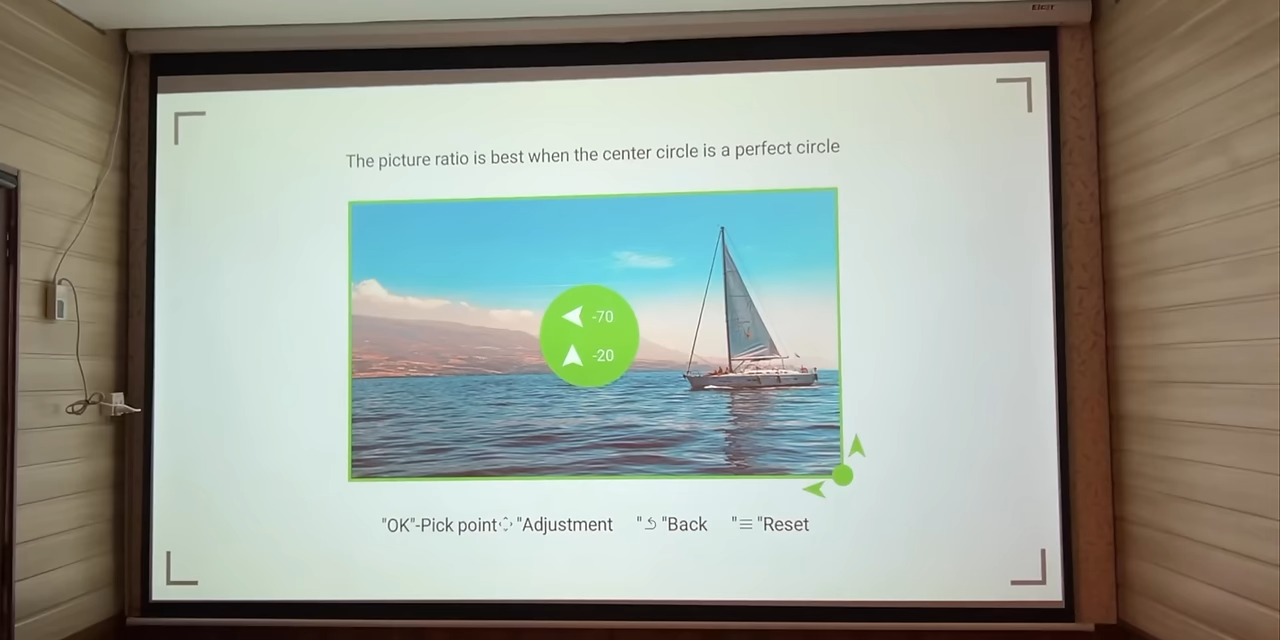 The picture ratio is best when the center circle is a perfect circle
-70
-20
"OK"-Pick point "Adjustment " "Back "≡ "Reset